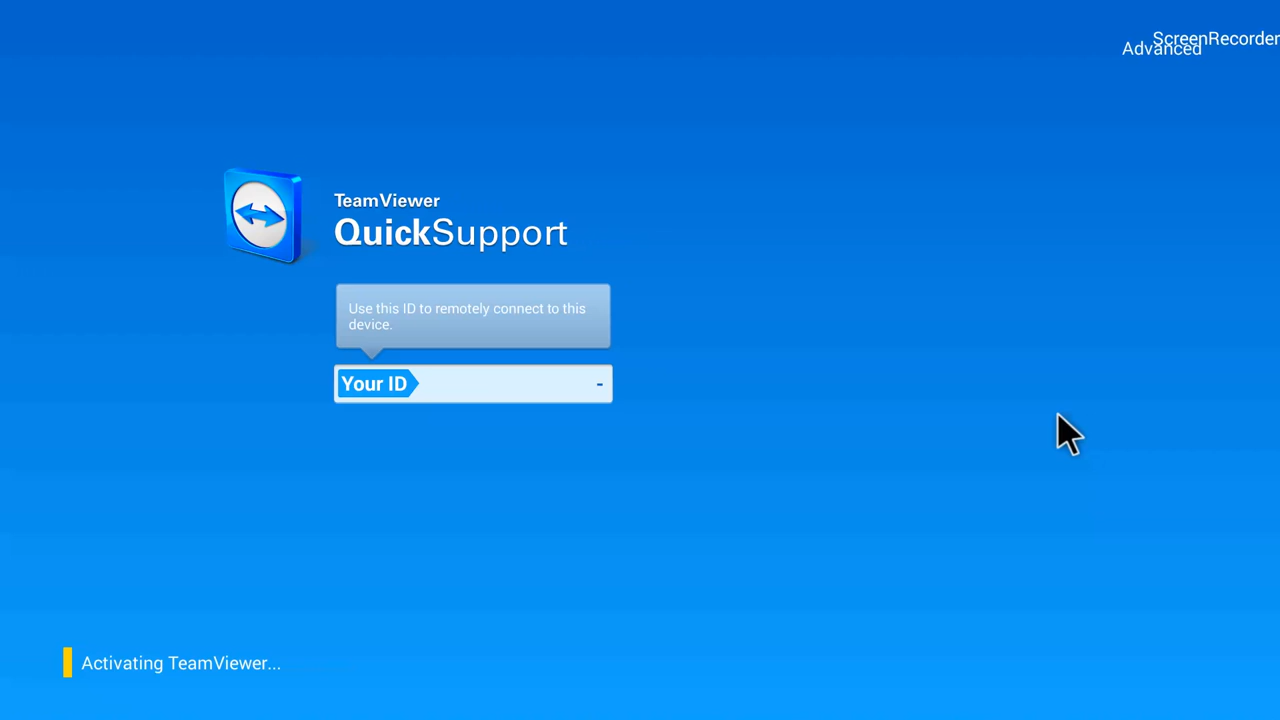 ScreenRecorder
Advanced
TeamViewer
QuickSupport
Use this ID to remotely connect to this
device.
Your ID -
Activating TeamViewer...